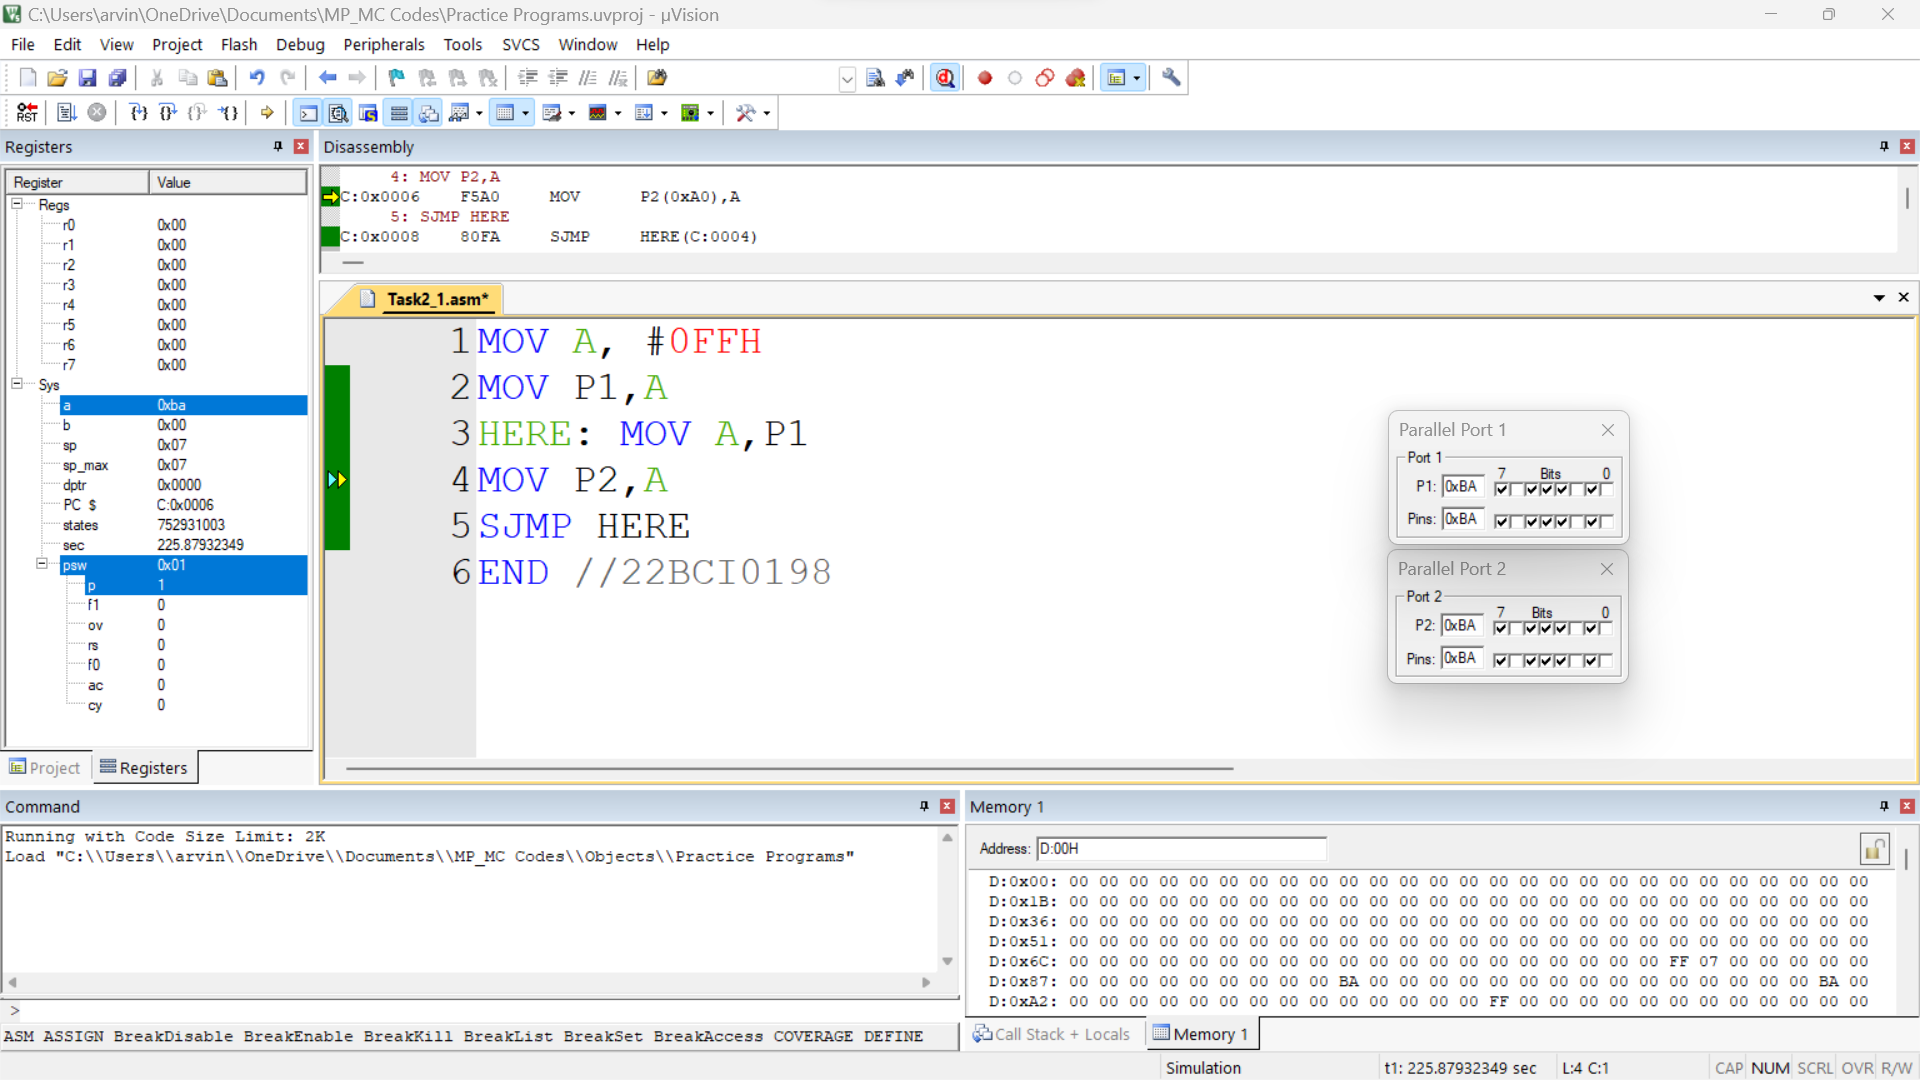 C:\Users\arvin\OneDrive\Documents\MP_MC Codes\Practice Programs.uvproj - µVision
File Edit View Project Flash Debug Peripherals Tools SVCS Window Help
RST
Registers
Register Value
Regs
r0 0x00
r1 0x00
r2 0x00
r3 0x00
r4 0x00
r5 0x00
r6 0x00
r7 0x00
Sys
a 0xba
b 0x00
sp 0x07
sp_max 0x07
dptr 0x0000
PC $ C:0x0006
states 752931003
sec 225.87932349
psw 0x01
p 1
f1 0
ov 0
rs 0
f0 0
ac 0
cy 0
Project Registers
Disassembly
4: MOV P2,A
C:0x0006 F5A0 MOV P2(0xA0),A
5: SJMP HERE
C:0x0008 80FA SJMP HERE(C:0004)
Task2_1.asm*
1 MOV A, #0FFH
2 MOV P1,A
3 HERE: MOV A,P1
4 MOV P2,A
5 SJMP HERE
6 END //22BCI0198
Parallel Port 1
Port 1
7 Bits 0
P1: 0xBA
Pins: 0xBA
Parallel Port 2
Port 2
7 Bits 0
P2: 0xBA
Pins: 0xBA
Command
Running with Code Size Limit: 2K
Load "C:\\Users\\arvin\\OneDrive\\Documents\\MP_MC Codes\\Objects\\Practice Programs"
>
ASM ASSIGN BreakDisable BreakEnable BreakKill BreakList BreakSet BreakAccess COVERAGE DEFINE
Memory 1
Address: D:00H
D:0x00: 00 00 00 00 00 00 00 00 00 00 00 00 00 00 00 00 00 00 00 00 00 00 00 00 00 00 00
D:0x1B: 00 00 00 00 00 00 00 00 00 00 00 00 00 00 00 00 00 00 00 00 00 00 00 00 00 00 00
D:0x36: 00 00 00 00 00 00 00 00 00 00 00 00 00 00 00 00 00 00 00 00 00 00 00 00 00 00 00
D:0x51: 00 00 00 00 00 00 00 00 00 00 00 00 00 00 00 00 00 00 00 00 00 00 00 00 00 00 00
D:0x6C: 00 00 00 00 00 00 00 00 00 00 00 00 00 00 00 00 00 00 00 00 FF 07 00 00 00 00 00
D:0x87: 00 00 00 00 00 00 00 00 00 BA 00 00 00 00 00 00 00 00 00 00 00 00 00 00 00 BA 00
D:0xA2: 00 00 00 00 00 00 00 00 00 00 00 00 00 00 FF 00 00 00 00 00 00 00 00 00 00 00 00
Call Stack + Locals Memory 1
Simulation t1: 225.87932349 sec L:4 C:1 CAP NUM SCRL OVR R/W